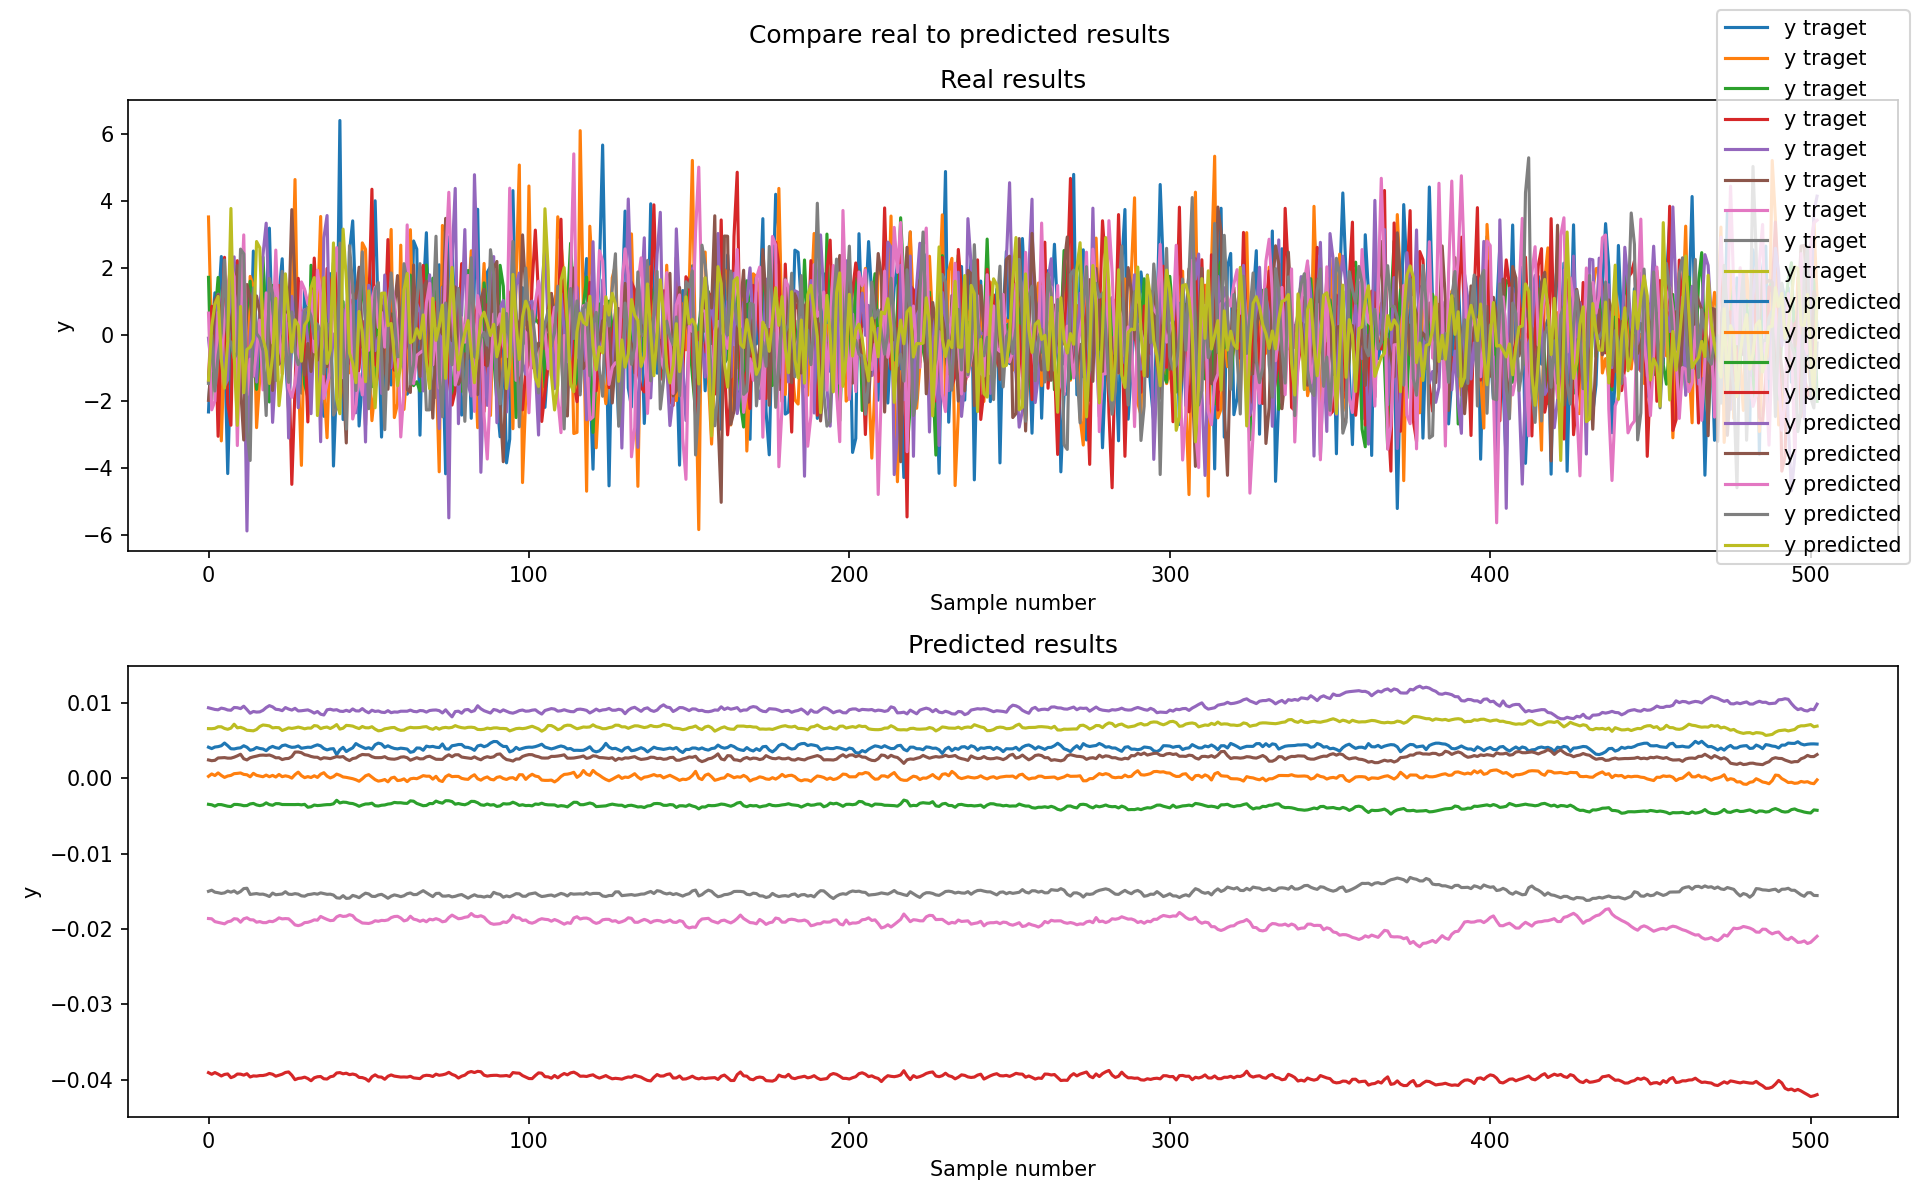 Compare real to predicted results
Real results
y traget
y traget
y traget
y traget
y traget
y traget
y traget
y traget
y traget
y predicted
y predicted
y predicted
y predicted
y predicted
y predicted
y predicted
y predicted
y predicted
y
6
4
2
0
−2
−4
−6
0 100 200 300 400 500
Sample number
Predicted results
y
0.01
0.00
−0.01
−0.02
−0.03
−0.04
0 100 200 300 400 500
Sample number